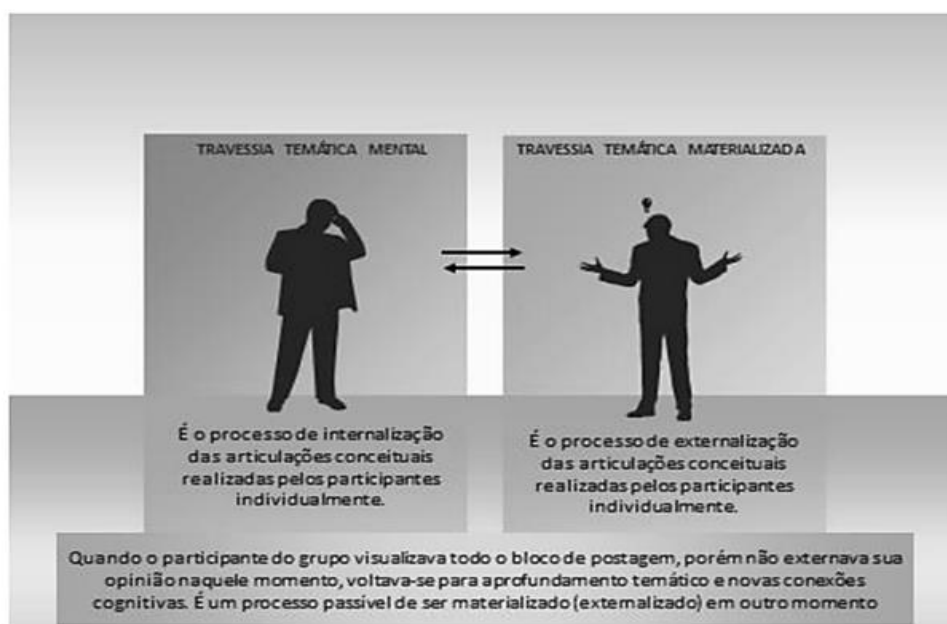 TRAVESSIA TEMÁTICA MENTAL
TRAVESSIA TEMÁTICA MATERIALIZADA
É o processo de internalização
das articulações conceituais
realizadas pelos participantes
individualmente.
É o processo de externalização
das articulações conceituais
realizadas pelos participantes
individualmente.
Quando o participante do grupo visualizava todo o bloco de postagem, porém não externava sua
opinião naquele momento, voltava-se para aprofundamento temático e novas conexões
cognitivas. É um processo passível de ser materializado (externalizado) em outro momento